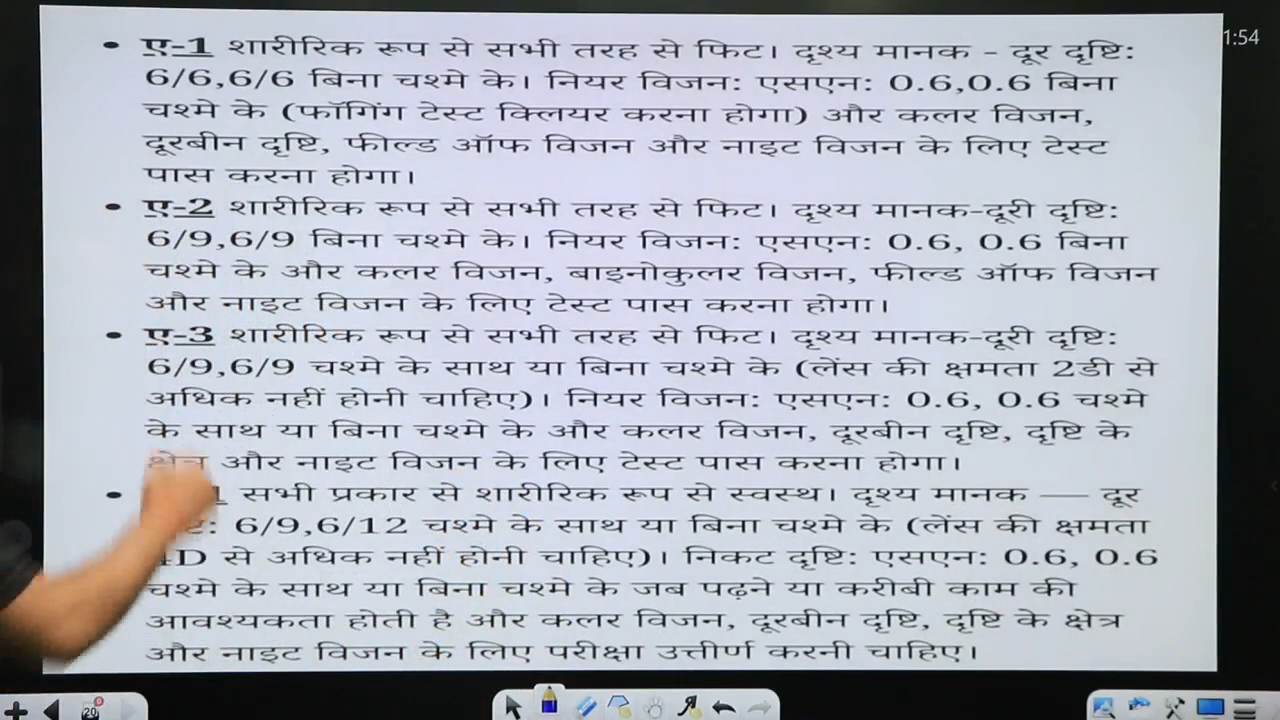 1:54
• ए-1 शारीरिक रूप से सभी तरह से फिट। दृश्य मानक - दूर दृष्टि:
6/6,6/6 बिना चश्मे के। नियर विजन: एसएन: 0.6,0.6 बिना
चश्मे के (फॉगिंग टेस्ट क्लियर करना होगा) और कलर विजन,
दूरबीन दृष्टि, फील्ड ऑफ विजन और नाइट विजन के लिए टेस्ट
पास करना होगा।
• ए-2 शारीरिक रूप से सभी तरह से फिट। दृश्य मानक-दूरी दृष्टि:
6/9,6/9 बिना चश्मे के। नियर विजन: एसएन: 0.6, 0.6 बिना
चश्मे के और कलर विजन, बाइनोकुलर विजन, फील्ड ऑफ विजन
और नाइट विजन के लिए टेस्ट पास करना होगा।
• ए-3 शारीरिक रूप से सभी तरह से फिट। दृश्य मानक-दूरी दृष्टि:
6/9,6/9 चश्मे के साथ या बिना चश्मे के (लेंस की क्षमता 2डी से
अधिक नहीं होनी चाहिए)। नियर विजन: एसएन: 0.6, 0.6 चश्मे
के साथ या बिना चश्मे के और कलर विजन, दूरबीन दृष्टि, दृष्टि के
क्षेत्र और नाइट विजन के लिए टेस्ट पास करना होगा।
• सभी प्रकार से शारीरिक रूप से स्वस्थ। दृश्य मानक — दूर
6/9,6/12 चश्मे के साथ या बिना चश्मे के (लेंस की क्षमता
से अधिक नहीं होनी चाहिए)। निकट दृष्टि: एसएन: 0.6, 0.6
चश्मे के साथ या बिना चश्मे के जब पढ़ने या करीबी काम की
आवश्यकता होती है और कलर विजन, दूरबीन दृष्टि, दृष्टि के क्षेत्र
और नाइट विजन के लिए परीक्षा उत्तीर्ण करनी चाहिए।
20